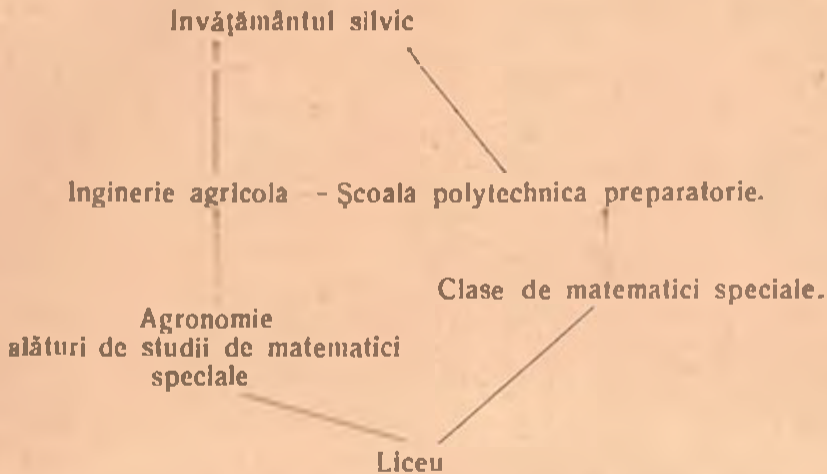 Invăţământul silvic
Inginerie agricola - Şcoala polytechnica preparatorie.
Clase de matematici speciale.
Agronomie
alături de studii de matematici
speciale
Liceu